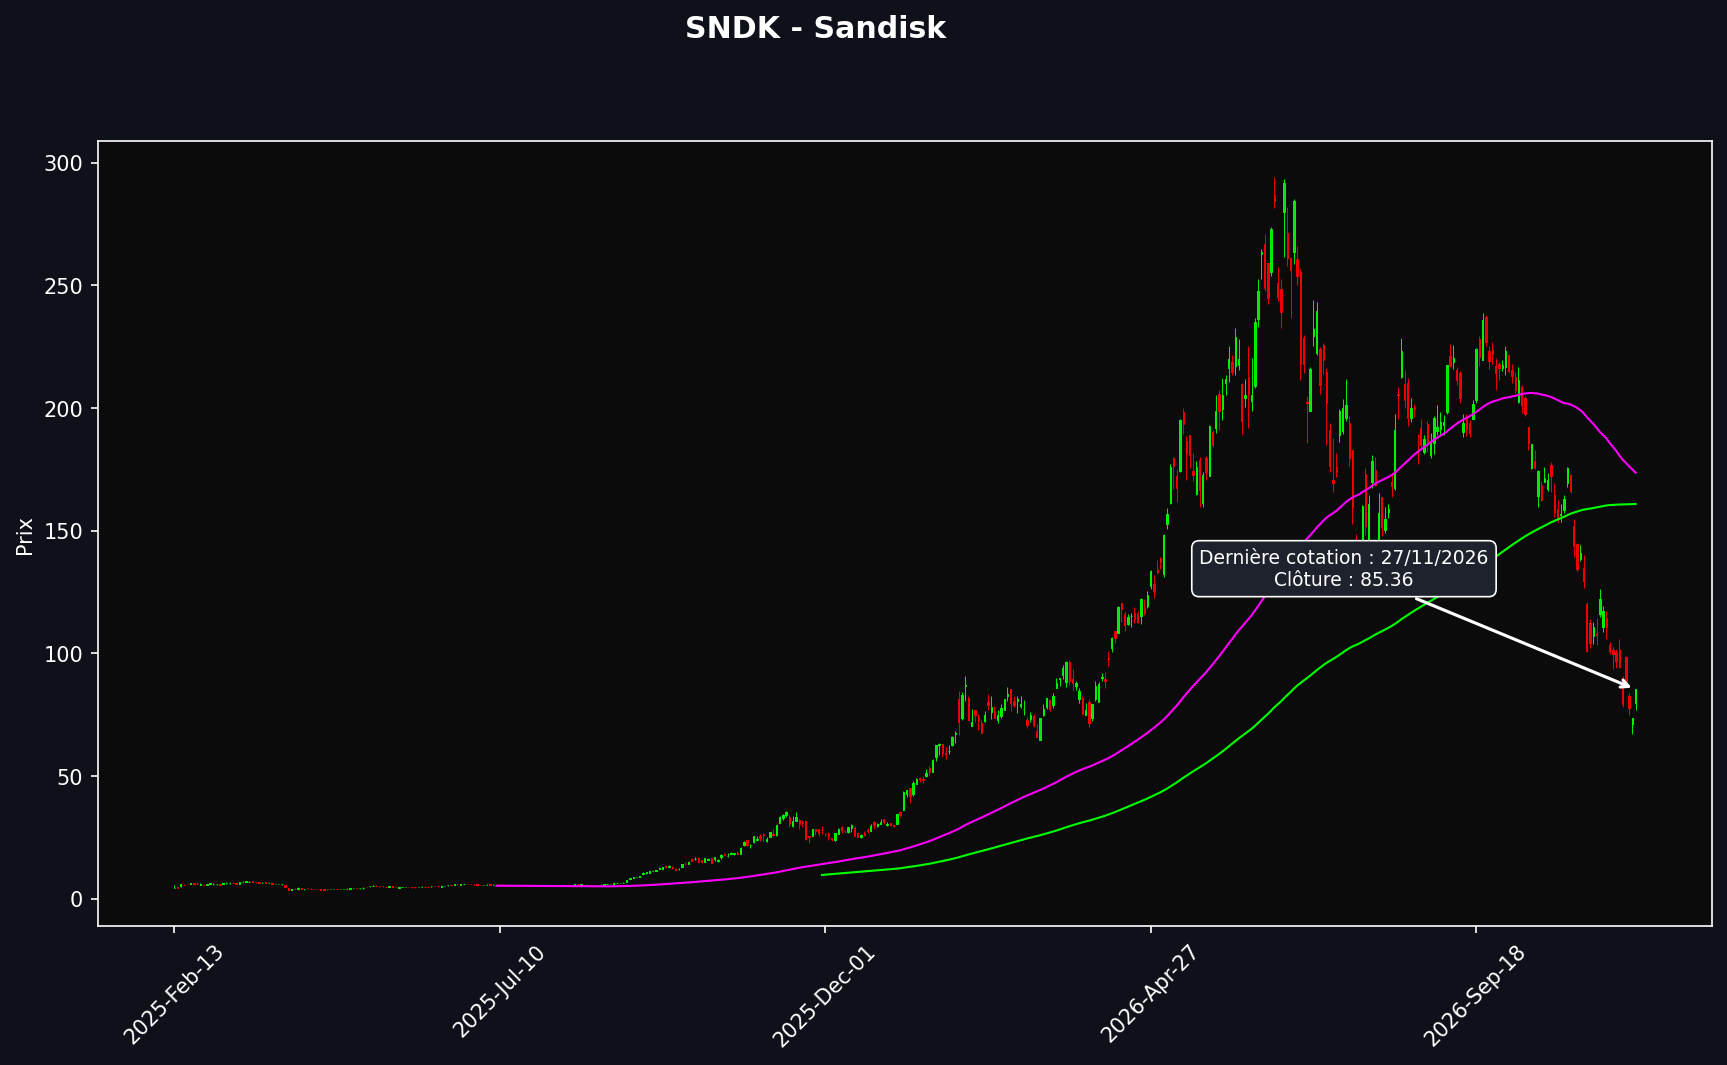 SNDK - Sandisk
Prix
300
250
200
150
100
50
0
Dernière cotation : 27/11/2026
Clôture : 85.36
2025-Feb-13
2025-Jul-10
2025-Dec-01
2026-Apr-27
2026-Sep-18